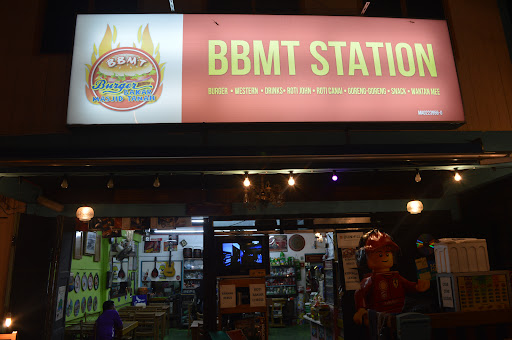 BBMT
Burger
BBMT STATION
BURGER • WESTERN • DRINKS • ROTI JOHN • ROTI CANAI • GORENG-GORENG • SNACK • WANTAN MEE